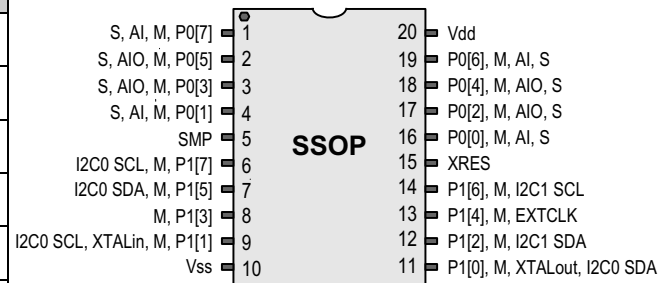 S, AI, M, P0[7] 1 20 Vdd
S, AIO, M, P0[5] 2 19 P0[6], M, AI, S
S, AIO, M, P0[3] 3 18 P0[4], M, AIO, S
S, AI, M, P0[1] 4 17 P0[2], M, AIO, S
SMP 5 SSOP 16 P0[0], M, AI, S
I2C0 SCL, M, P1[7] 6 15 XRES
I2C0 SDA, M, P1[5] 7 14 P1[6], M, I2C1 SCL
M, P1[3] 8 13 P1[4], M, EXTCLK
I2C0 SCL, XTALin, M, P1[1] 9 12 P1[2], M, I2C1 SDA
Vss 10 11 P1[0], M, XTALout, I2C0 SDA